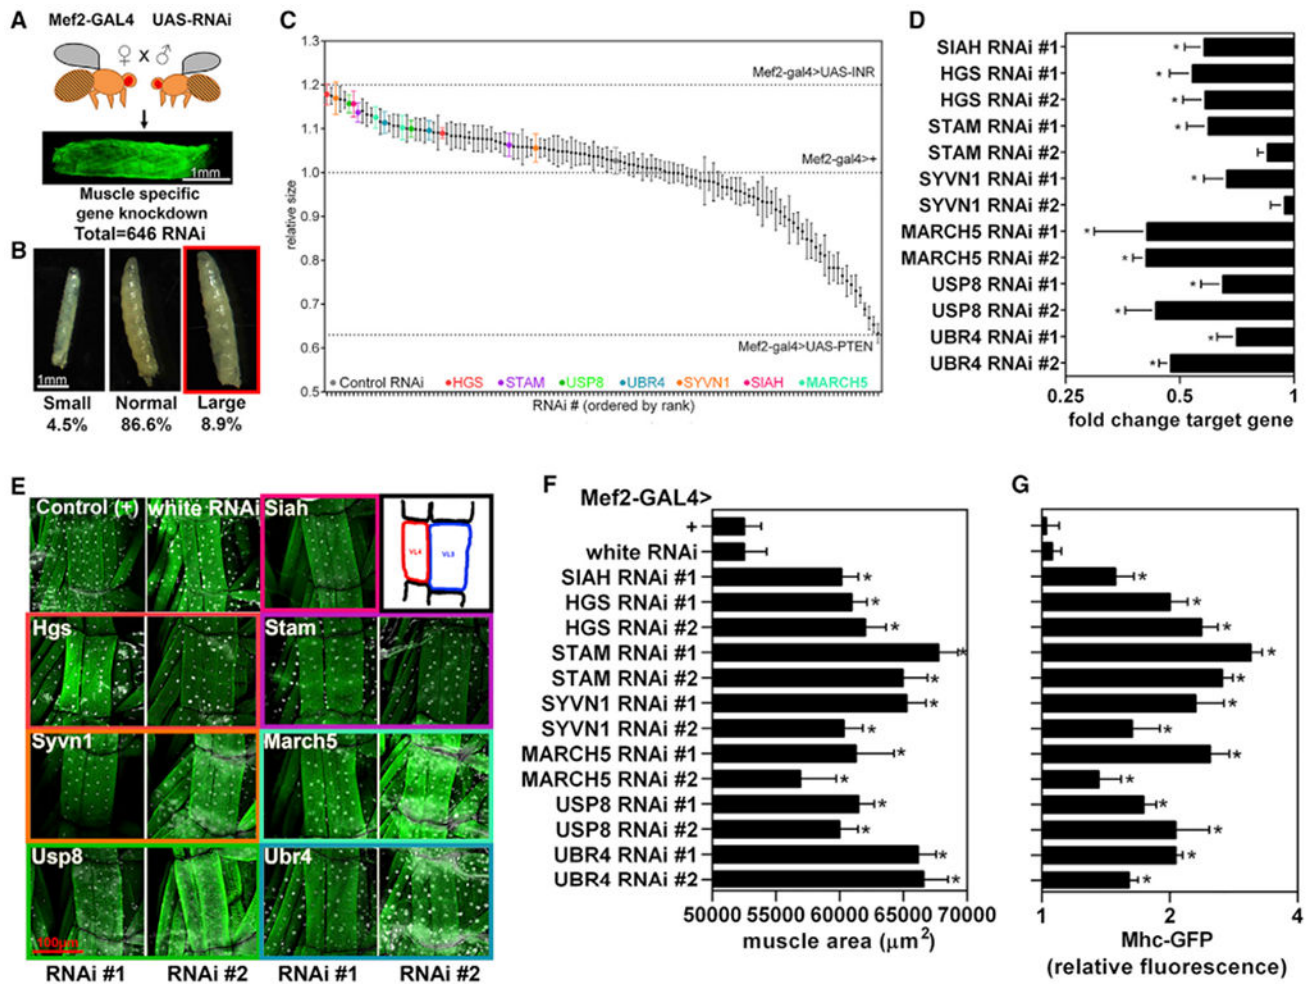 A
Mef2-GAL4 UAS-RNAi
♀ x ♂
1mm
Muscle specific
gene knockdown
Total=646 RNAi
B
1mm
Small Normal Large
4.5% 86.6% 8.9%
C
1.3
1.2
1.1
1.0
0.9
0.8
0.7
0.6
0.5
relative size
Mef2-gal4>UAS-INR
Mef2-gal4>+
Mef2-gal4>UAS-PTEN
Control RNAi HGS STAM USP8 UBR4 SYVN1 SIAH MARCH5
RNAi # (ordered by rank)
D
SIAH RNAi #1 *
HGS RNAi #1 *
HGS RNAi #2 *
STAM RNAi #1 *
STAM RNAi #2
SYVN1 RNAi #1 *
SYVN1 RNAi #2
MARCH5 RNAi #1 *
MARCH5 RNAi #2 *
USP8 RNAi #1 *
USP8 RNAi #2 *
UBR4 RNAi #1 *
UBR4 RNAi #2 *
0.25 0.5 1
fold change target gene
E
Control (+) white RNAi Siah
VL4 VL3
Hgs Stam
Syvn1 March5
Usp8 Ubr4
100μm
RNAi #1 RNAi #2 RNAi #1 RNAi #2
F
Mef2-GAL4>
+
white RNAi
SIAH RNAi #1 *
HGS RNAi #1 *
HGS RNAi #2 *
STAM RNAi #1 *
STAM RNAi #2 *
SYVN1 RNAi #1 *
SYVN1 RNAi #2 *
MARCH5 RNAi #1 *
MARCH5 RNAi #2 *
USP8 RNAi #1 *
USP8 RNAi #2 *
UBR4 RNAi #1 *
UBR4 RNAi #2 *
50000 55000 60000 65000 70000
muscle area (μm²)
G
*
*
*
*
*
*
*
*
*
*
*
*
*
1 2 4
Mhc-GFP
(relative fluorescence)